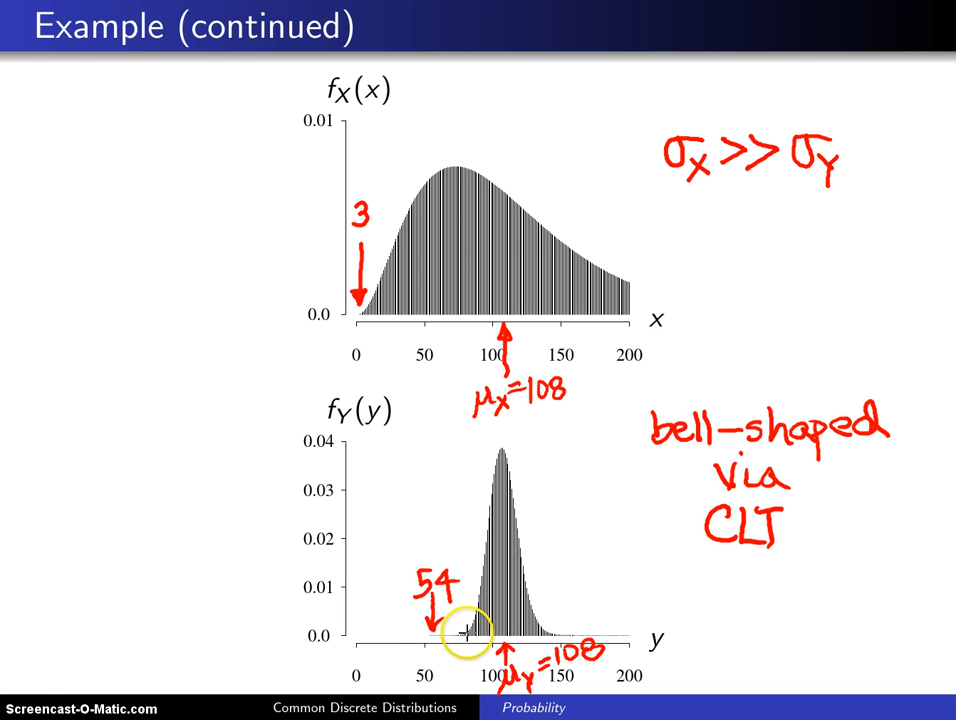 Example (continued)
f_X(x)
0.01
σ_X >> σ_Y
3
0.0
x
0 50 100 150 200
μ_X=108
f_Y(y)
0.04
bell-shaped
via
CLT
0.03
0.02
0.01
54
0.0
y
μ_Y=108
0 50 100 150 200
Screencast-O-Matic.com
Common Discrete Distributions
Probability